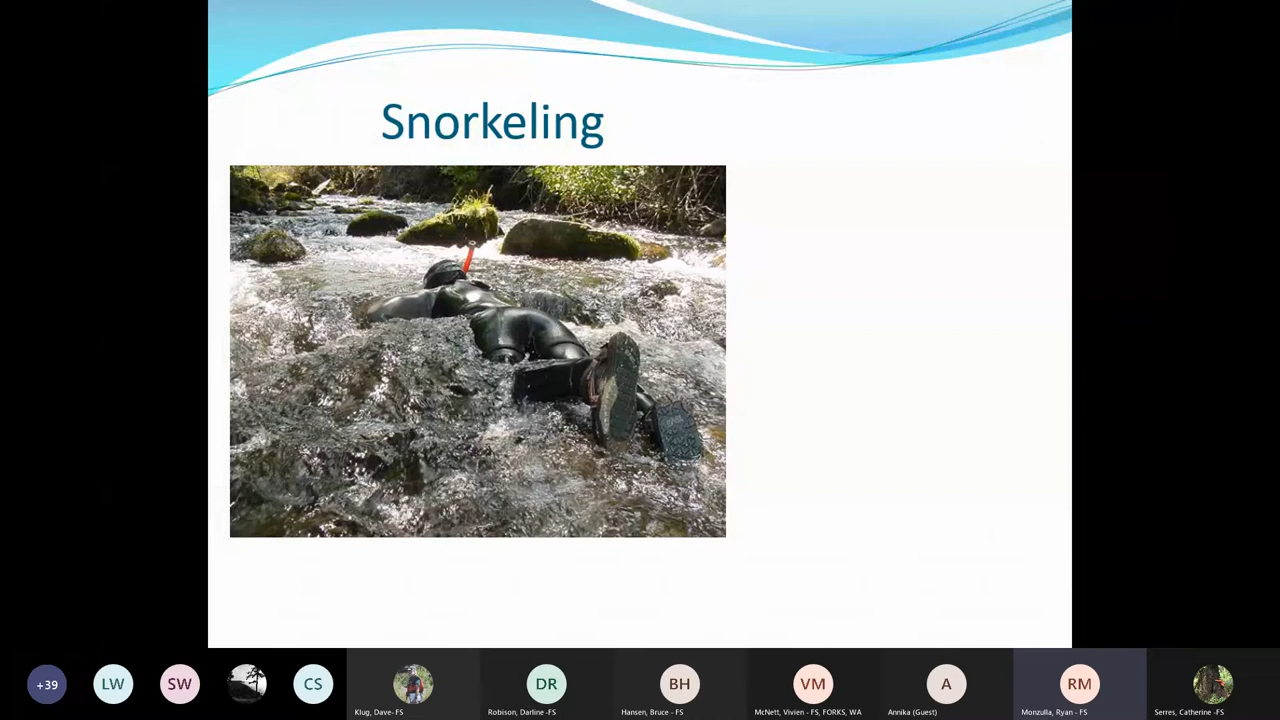 Snorkeling
+39
LW
SW
CS
DR
BH
VM
A
RM
Klug, Dave- FS
Robison, Darline -FS
Hansen, Bruce - FS
McNett, Vivien - FS, FORKS, WA
Annika (Guest)
Monzulla, Ryan - FS
Serres, Catherine -FS